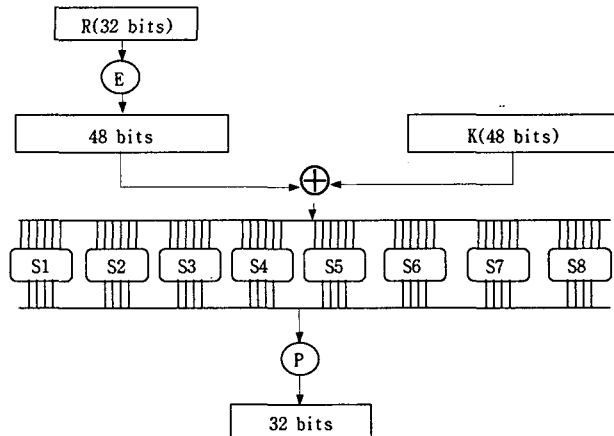 R(32 bits)
E
48 bits
K(48 bits)
S1 S2 S3 S4 S5 S6 S7 S8
P
32 bits